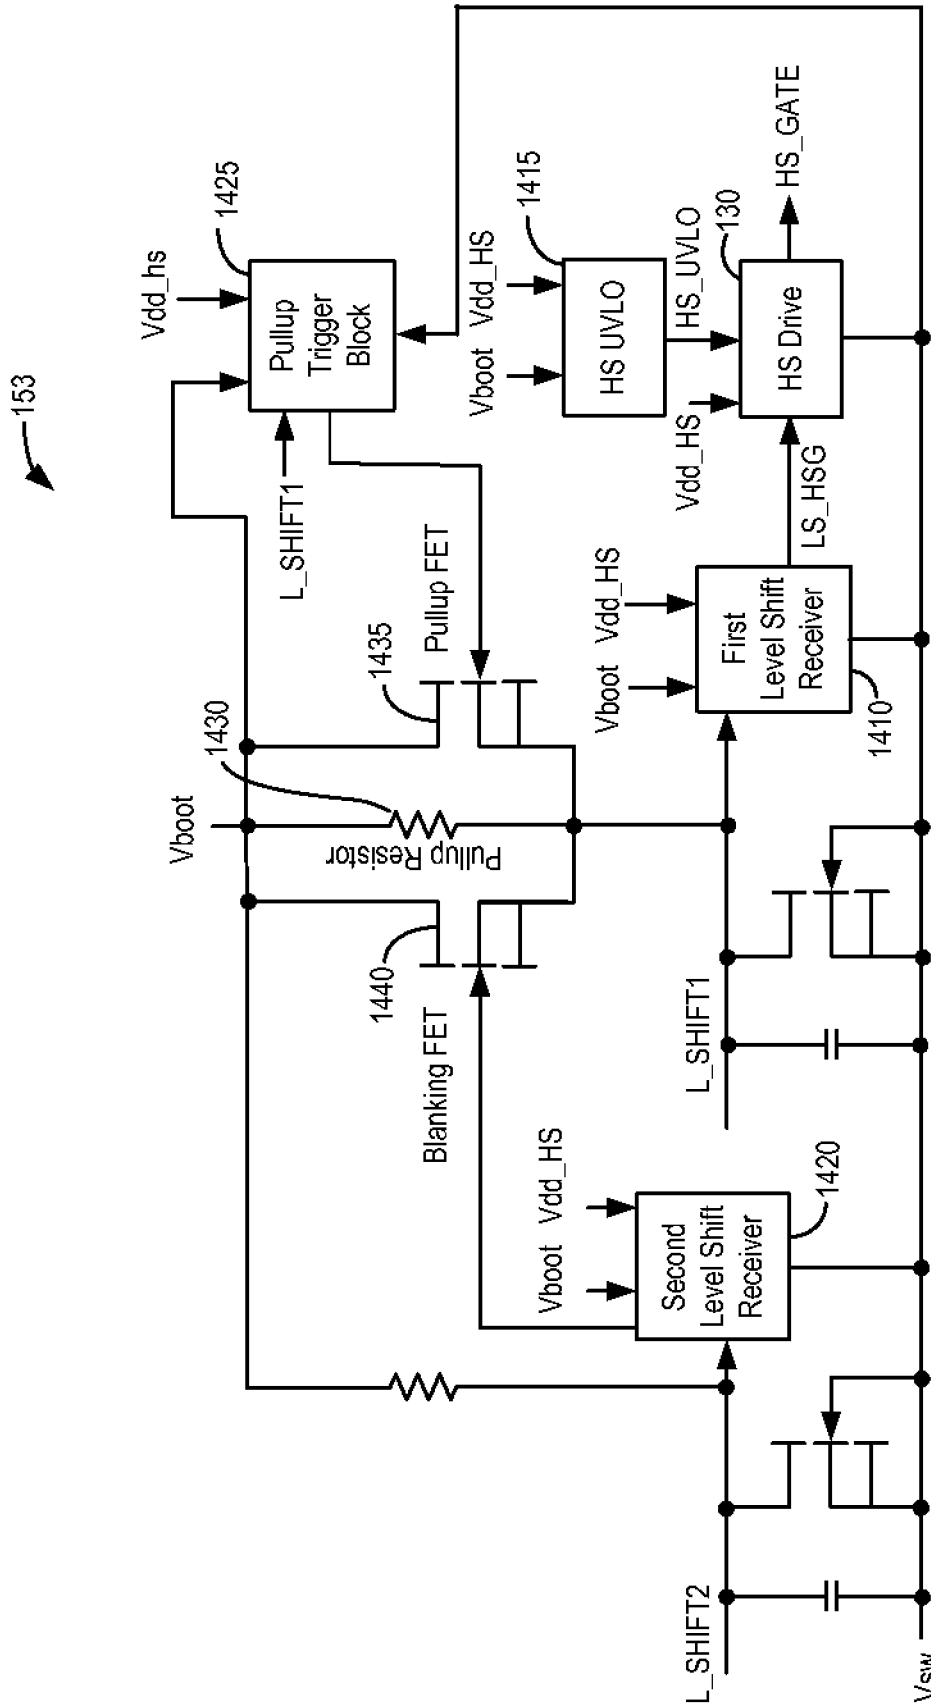 153
Vboot
Vdd_hs
1425
Pullup
Trigger
Block
L_SHIFT1
1430
1435
Pullup FET
Pullup Resistor
1440
Blanking FET
Vboot
Vdd_HS
1415
HS UVLO
HS_UVLO
Vdd_HS
130
HS Drive
HS_GATE
LS_HSG
Vboot
Vdd_HS
First
Level Shift
Receiver
1410
L_SHIFT1
Vboot
Vdd_HS
Second
Level Shift
Receiver
1420
L_SHIFT2
Vsw